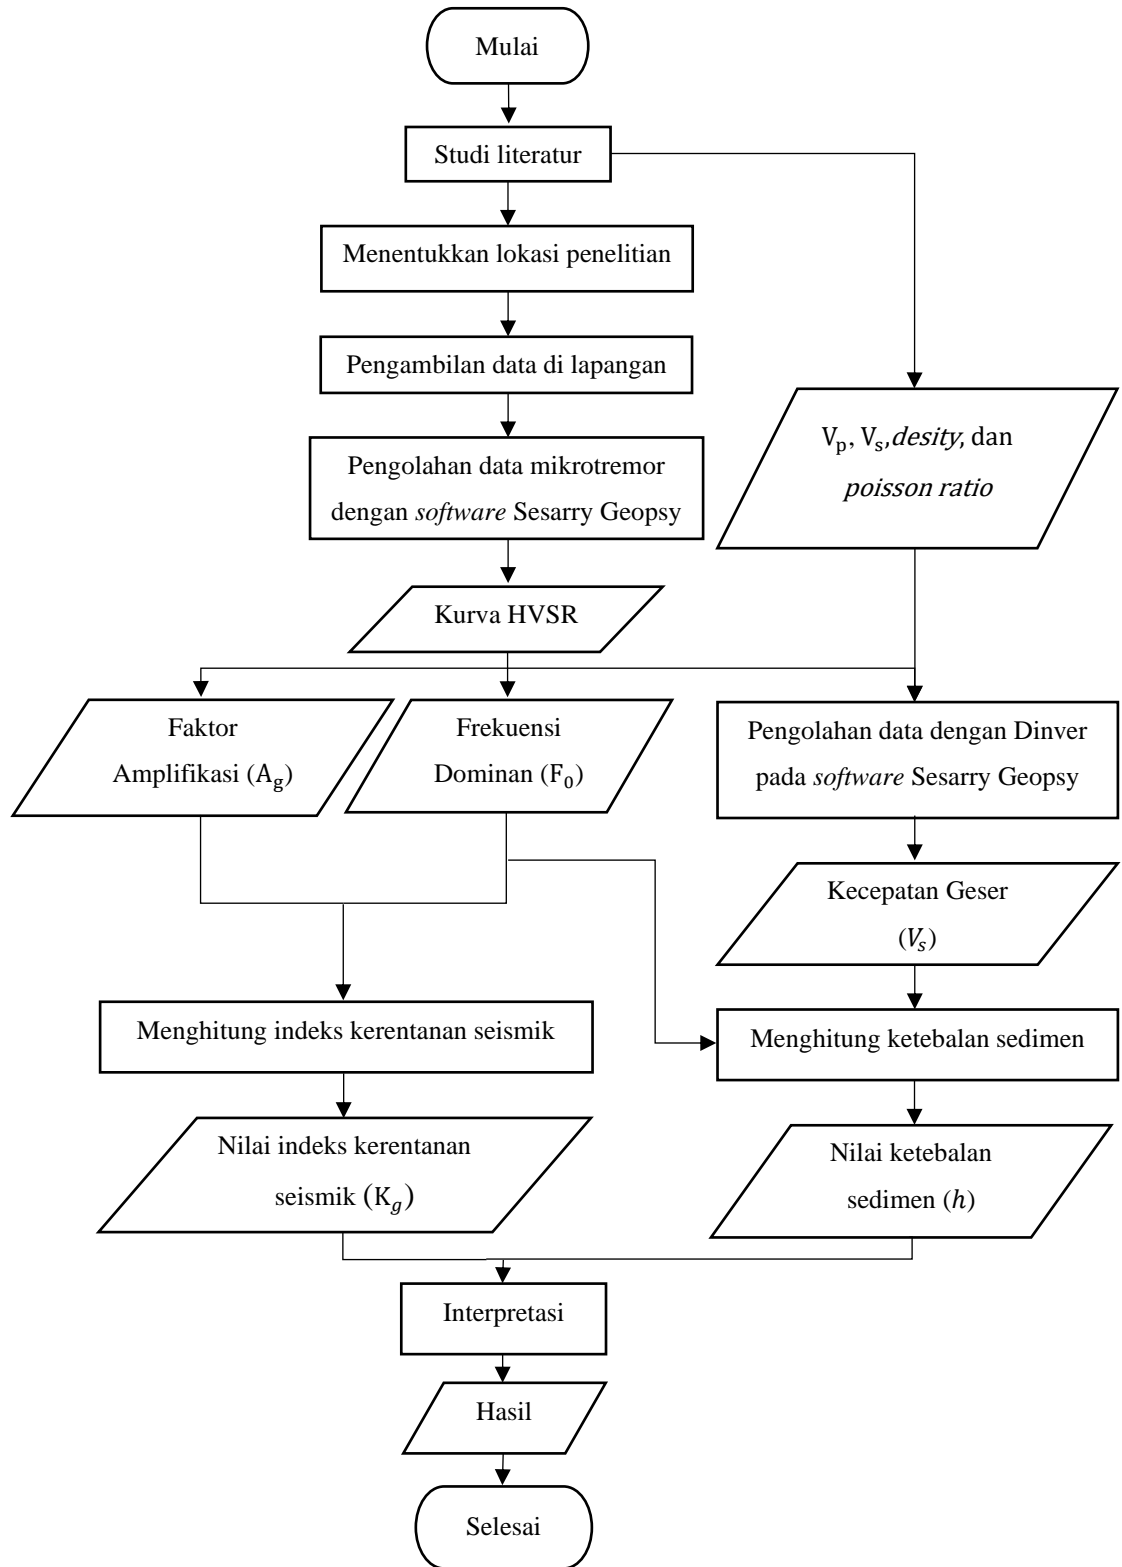 Mulai
Studi literatur
Menentukkan lokasi penelitian
Pengambilan data di lapangan
Pengolahan data mikrotremor
dengan software Sesarry Geopsy
Vₚ, Vₛ,desity, dan
poisson ratio
Kurva HVSR
Faktor
Amplifikasi (A_g)
Frekuensi
Dominan (F₀)
Pengolahan data dengan Dinver
pada software Sesarry Geopsy
Kecepatan Geser
(Vₛ)
Menghitung indeks kerentanan seismik
Menghitung ketebalan sedimen
Nilai indeks kerentanan
seismik (K_g)
Nilai ketebalan
sedimen (h)
Interpretasi
Hasil
Selesai